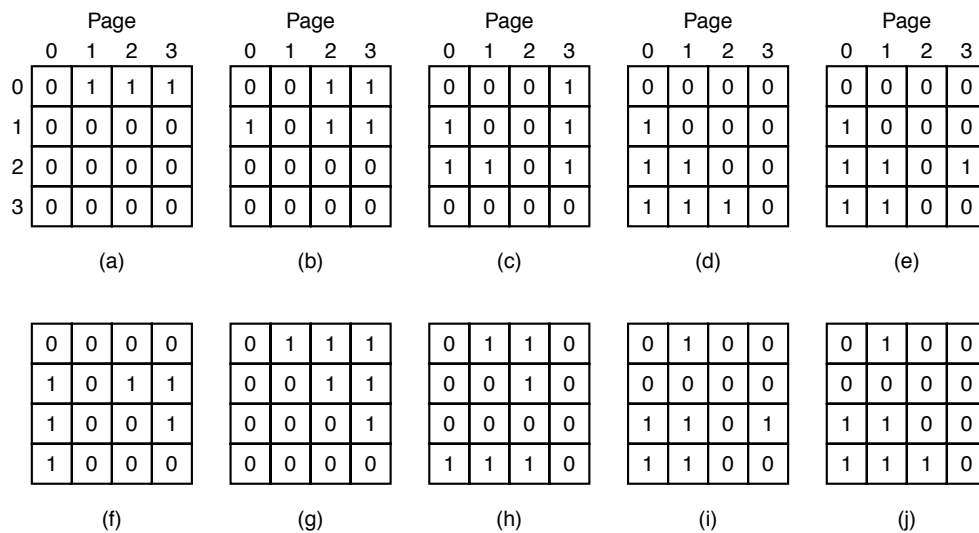 Page Page Page Page Page
0 1 2 3 0 1 2 3 0 1 2 3 0 1 2 3 0 1 2 3
0 0 1 1 1 0 0 1 1 0 0 0 1 0 0 0 0 0 0 0 0
1 0 0 0 0 1 0 1 1 1 0 0 1 1 0 0 0 1 0 0 0
2 0 0 0 0 0 0 0 0 1 1 0 1 1 1 0 0 1 1 0 1
3 0 0 0 0 0 0 0 0 0 0 0 0 1 1 1 0 1 1 0 0
(a) (b) (c) (d) (e)
0 0 0 0 0 1 1 1 0 1 1 0 0 1 0 0 0 1 0 0
1 0 1 1 0 0 1 1 0 0 1 0 0 0 0 0 0 0 0 0
1 0 0 1 0 0 0 1 0 0 0 0 1 1 0 1 1 1 0 0
1 0 0 0 0 0 0 0 1 1 1 0 1 1 0 0 1 1 1 0
(f) (g) (h) (i) (j)